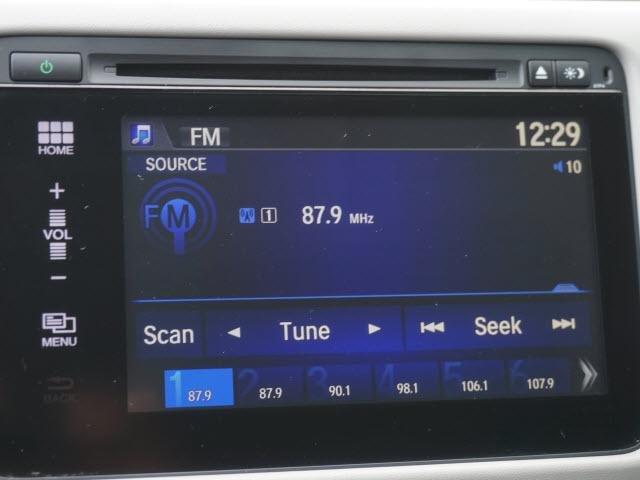 FM 12:29
HOME SOURCE 10
FM 1 87.9 MHz
+
VOL
-
Scan Tune Seek
MENU
1 87.9 2 87.9 3 90.1 4 98.1 5 106.1 6 107.9
BACK